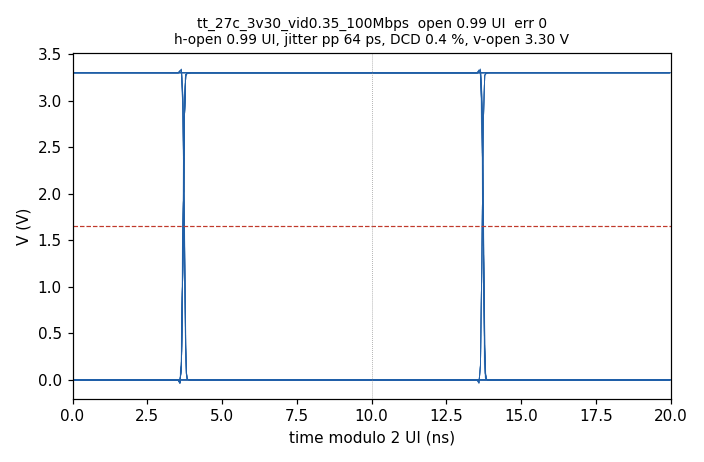 tt_27c_3v30_vid0.35_100Mbps  open 0.99 UI  err 0
h-open 0.99 UI, jitter pp 64 ps, DCD 0.4 %, v-open 3.30 V
3.5
3.0
2.5
2.0
1.5
1.0
0.5
0.0
V (V)
0.0 2.5 5.0 7.5 10.0 12.5 15.0 17.5 20.0
time modulo 2 UI (ns)